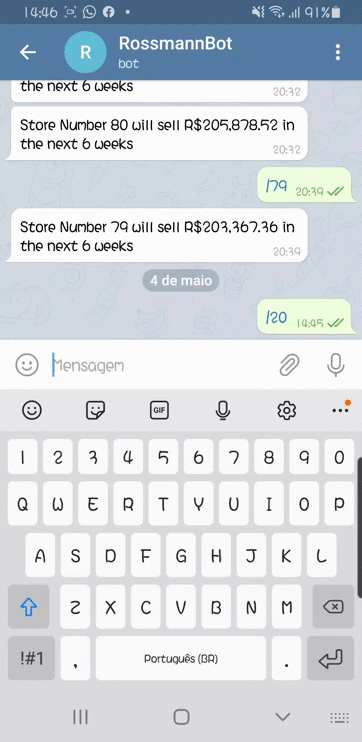 14:46 91%
R RossmannBot
bot
the next 6 weeks
20:32
Store Number 80 will sell R$205,878.52 in
the next 6 weeks
20:32
/79 20:39
Store Number 79 will sell R$203,367.36 in
the next 6 weeks
20:39
4 de maio
/20 14:45
Mensagem
GIF
1 2 3 4 5 6 7 8 9 0
Q W E R T Y U I O P
A S D F G H J K L
Z X C V B N M
!#1 , Português (BR) .